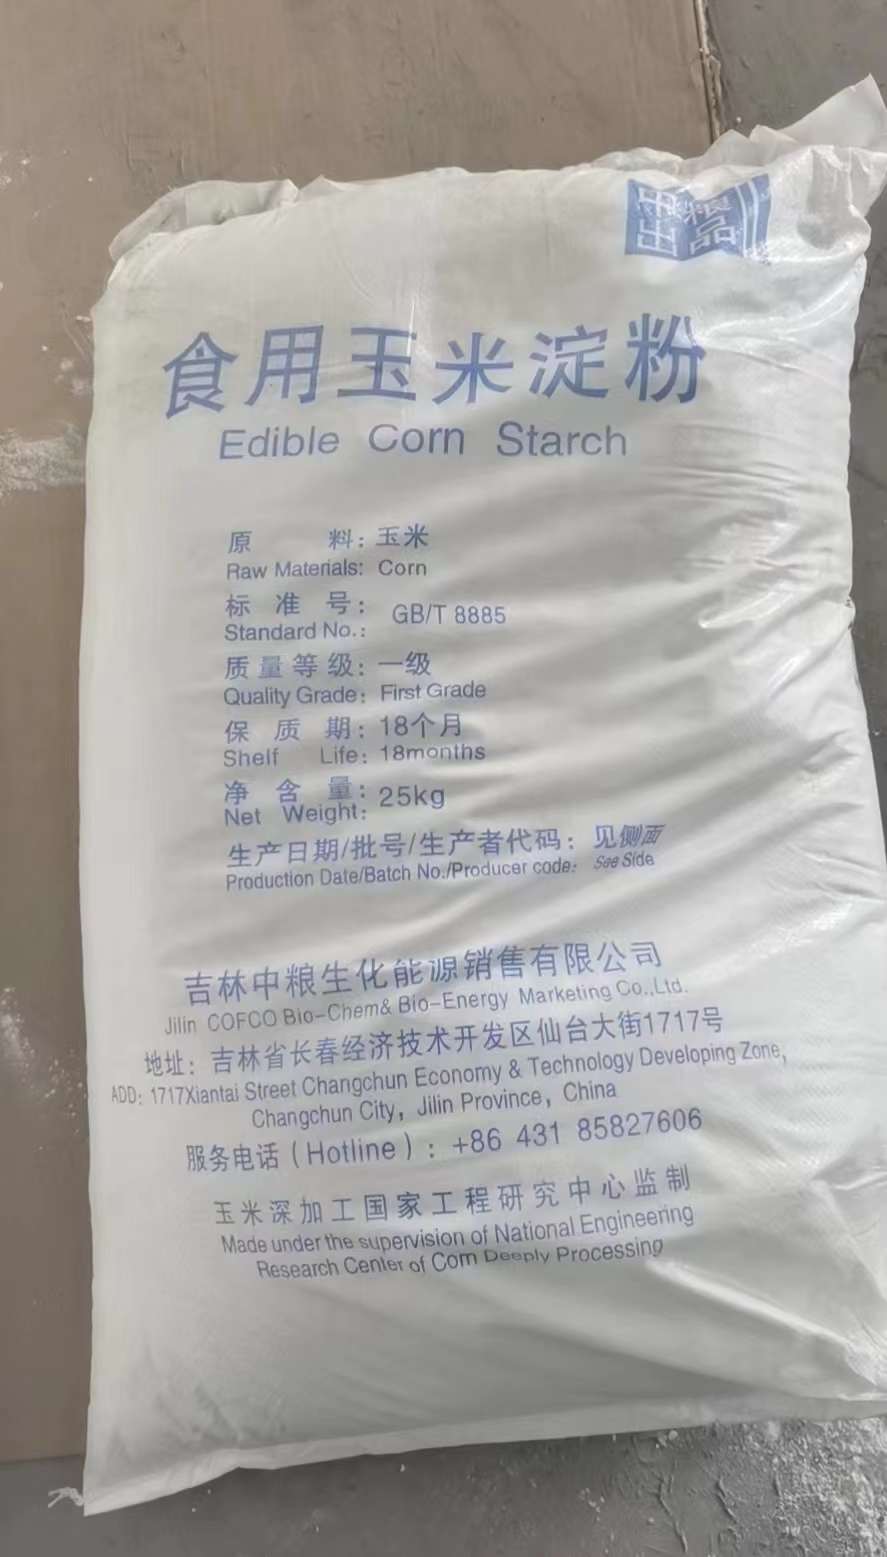 中粮
出品
食用玉米淀粉
Edible Corn Starch
原 料：玉米
Raw Materials: Corn
标准号：
GB/T 8885
Standard No.:
质量等级：一级
Quality Grade: First Grade
保质期：18个月
Shelf Life: 18months
净含量：
25kg
Net Weight:
生产日期/批号/生产者代码：见侧面
Production Date/Batch No./Producer code: See Side
吉林中粮生化能源销售有限公司
Jilin COFCO Bio-Chem& Bio-Energy Marketing Co.,Ltd.
地址：吉林省长春经济技术开发区仙台大街1717号
ADD: 1717Xiantai Street Changchun Economy & Technology Developing Zone,
Changchun City, Jilin Province, China
服务电话（Hotline）：+86 431 85827606
玉米深加工国家工程研究中心监制
Made under the supervision of National Engineering
Research Center of Corn Deeply Processing